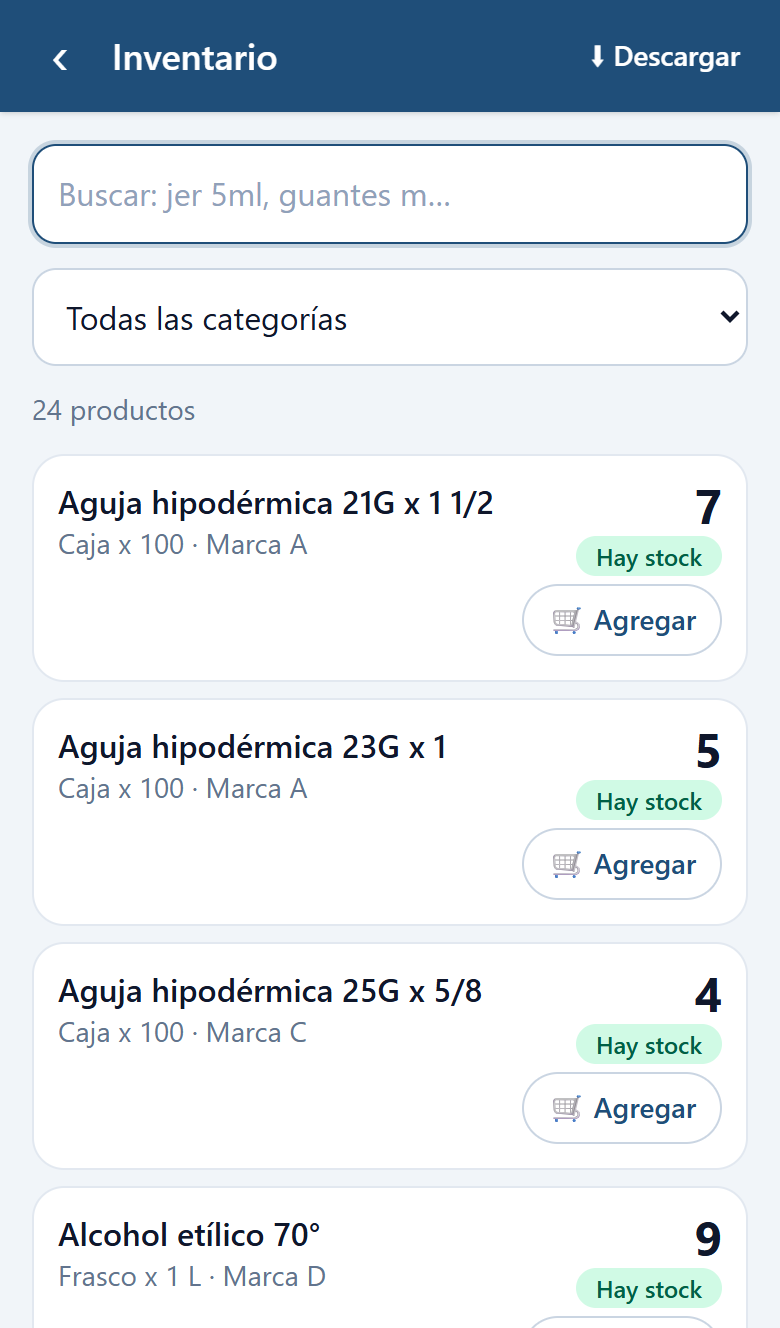 ‹ Inventario ⬇ Descargar
Buscar: jer 5ml, guantes m...
Todas las categorías
24 productos
Aguja hipodérmica 21G x 1 1/2 7
Caja x 100 · Marca A
Hay stock
🛒 Agregar
Aguja hipodérmica 23G x 1 5
Caja x 100 · Marca A
Hay stock
🛒 Agregar
Aguja hipodérmica 25G x 5/8 4
Caja x 100 · Marca C
Hay stock
🛒 Agregar
Alcohol etílico 70° 9
Frasco x 1 L · Marca D
Hay stock